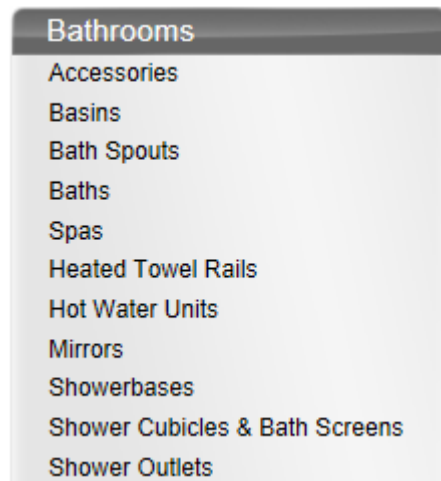 Bathrooms
Accessories
Basins
Bath Spouts
Baths
Spas
Heated Towel Rails
Hot Water Units
Mirrors
Showerbases
Shower Cubicles & Bath Screens
Shower Outlets